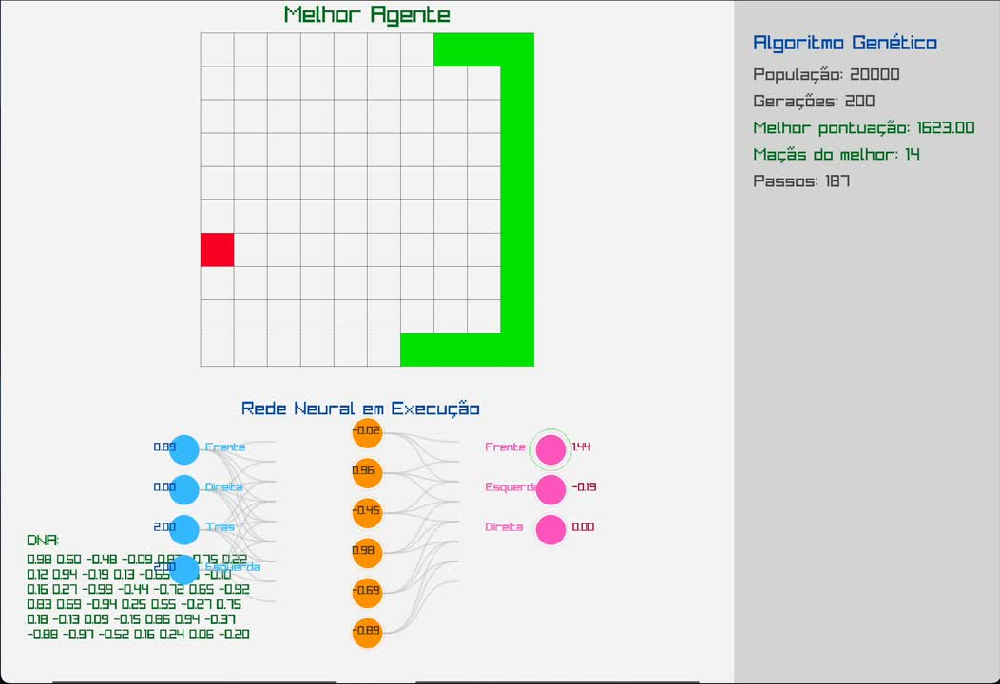 Melhor Agente
Algoritmo Genético
População: 20000
Gerações: 200
Melhor pontuação: 1623.00
Maçãs do melhor: 14
Passos: 187
Rede Neural em Execução
0.89 Frente
0.00 Direita
2.00 Trás
2.00 Esquerda
-0.02
0.96
-0.45
0.98
-0.69
-0.89
Frente 1.44
Esquerda -0.19
Direita 0.00
DNA:
0.98 0.50 -0.48 -0.09 0.75 0.22
0.12 0.94 -0.19 0.13 -0.65 -0.10
0.16 0.27 -0.99 -0.44 -0.72 0.65 -0.92
0.83 0.69 -0.94 0.25 0.55 -0.27 0.75
0.18 -0.13 0.09 -0.15 0.86 0.94 -0.37
-0.88 -0.97 -0.52 0.16 0.24 0.06 -0.20